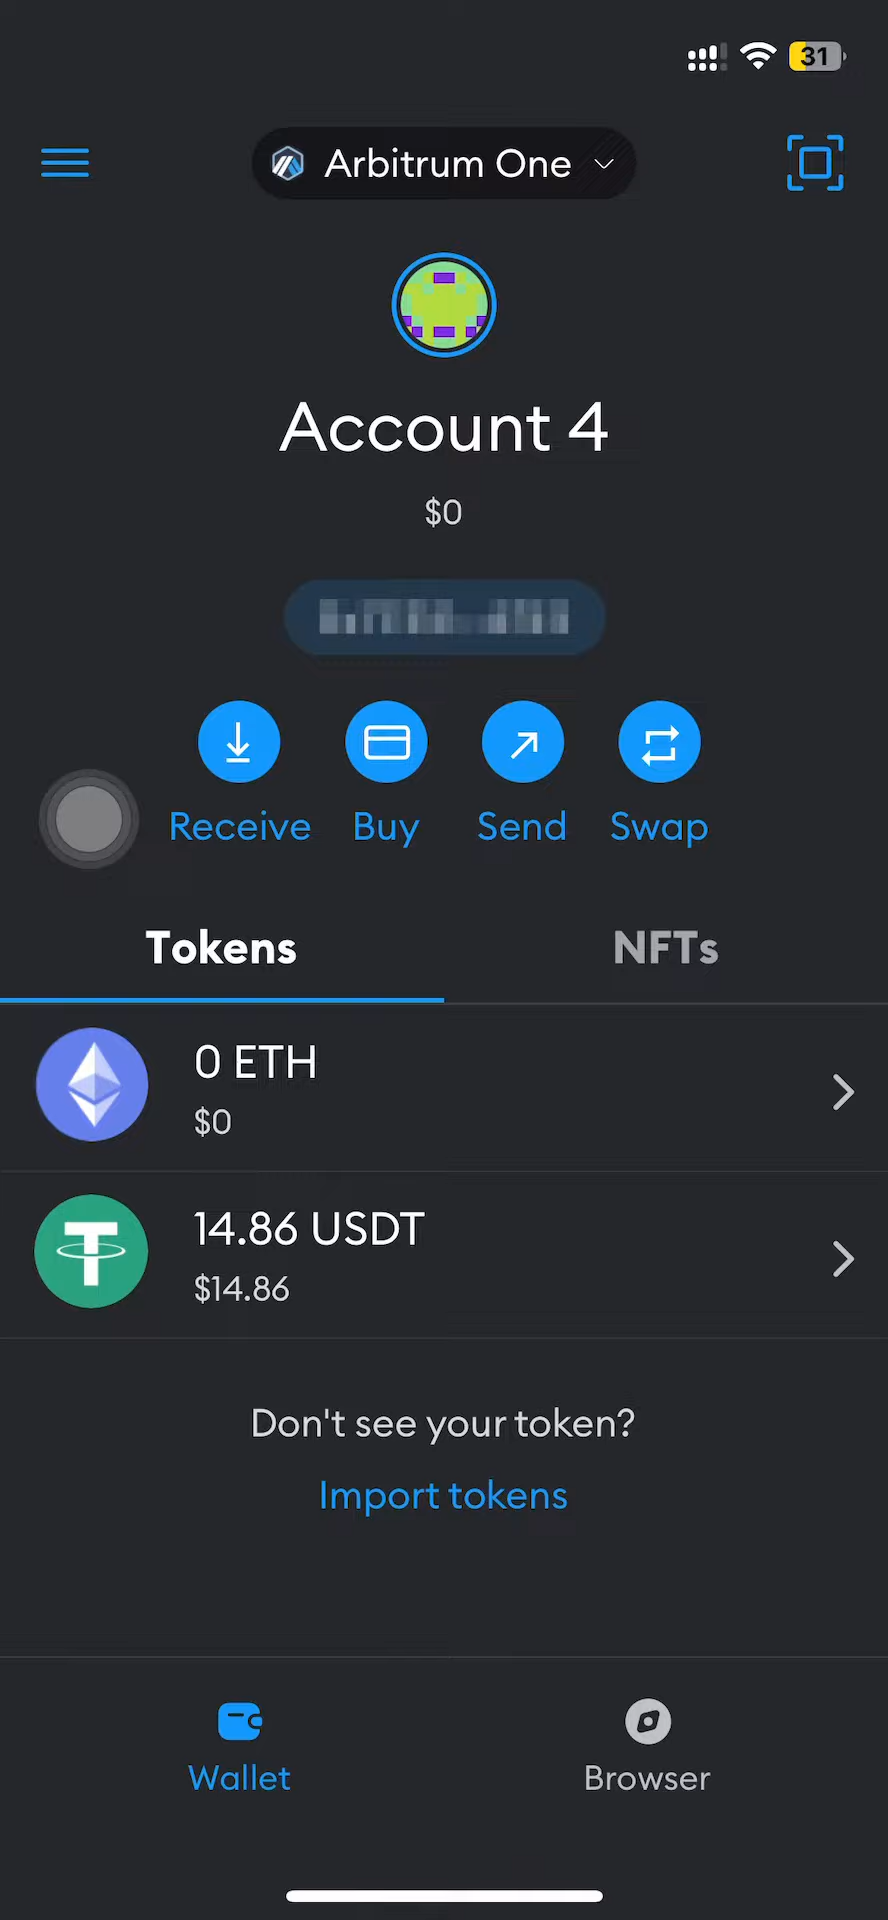 31
Arbitrum One
Account 4
$0
Receive Buy Send Swap
Tokens NFTs
0 ETH
$0
14.86 USDT
$14.86
Don't see your token?
Import tokens
Wallet Browser